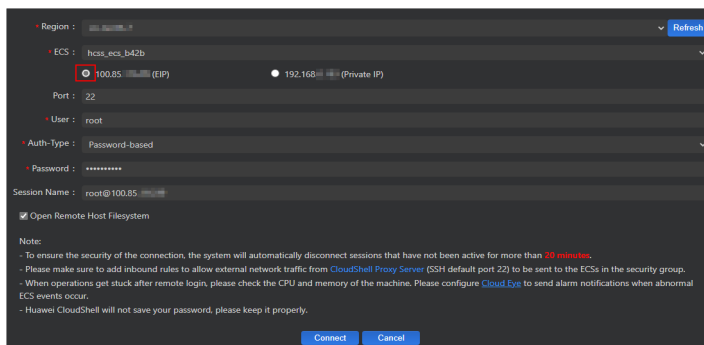 * Region :
Refresh
* ECS : hcss_ecs_b42b
100.85 (EIP) 192.168 (Private IP)
Port : 22
* User : root
* Auth-Type : Password-based
* Password : ••••••••••
Session Name : root@100.85.
Open Remote Host Filesystem
Note:
- To ensure the security of the connection, the system will automatically disconnect sessions that have not been active for more than 20 minutes.
- Please make sure to add inbound rules to allow external network traffic from CloudShell Proxy Server (SSH default port 22) to be sent to the ECSs in the security group.
- When operations get stuck after remote login, please check the CPU and memory of the machine. Please configure Cloud Eye to send alarm notifications when abnormal
ECS events occur.
- Huawei CloudShell will not save your password, please keep it properly.
Connect Cancel